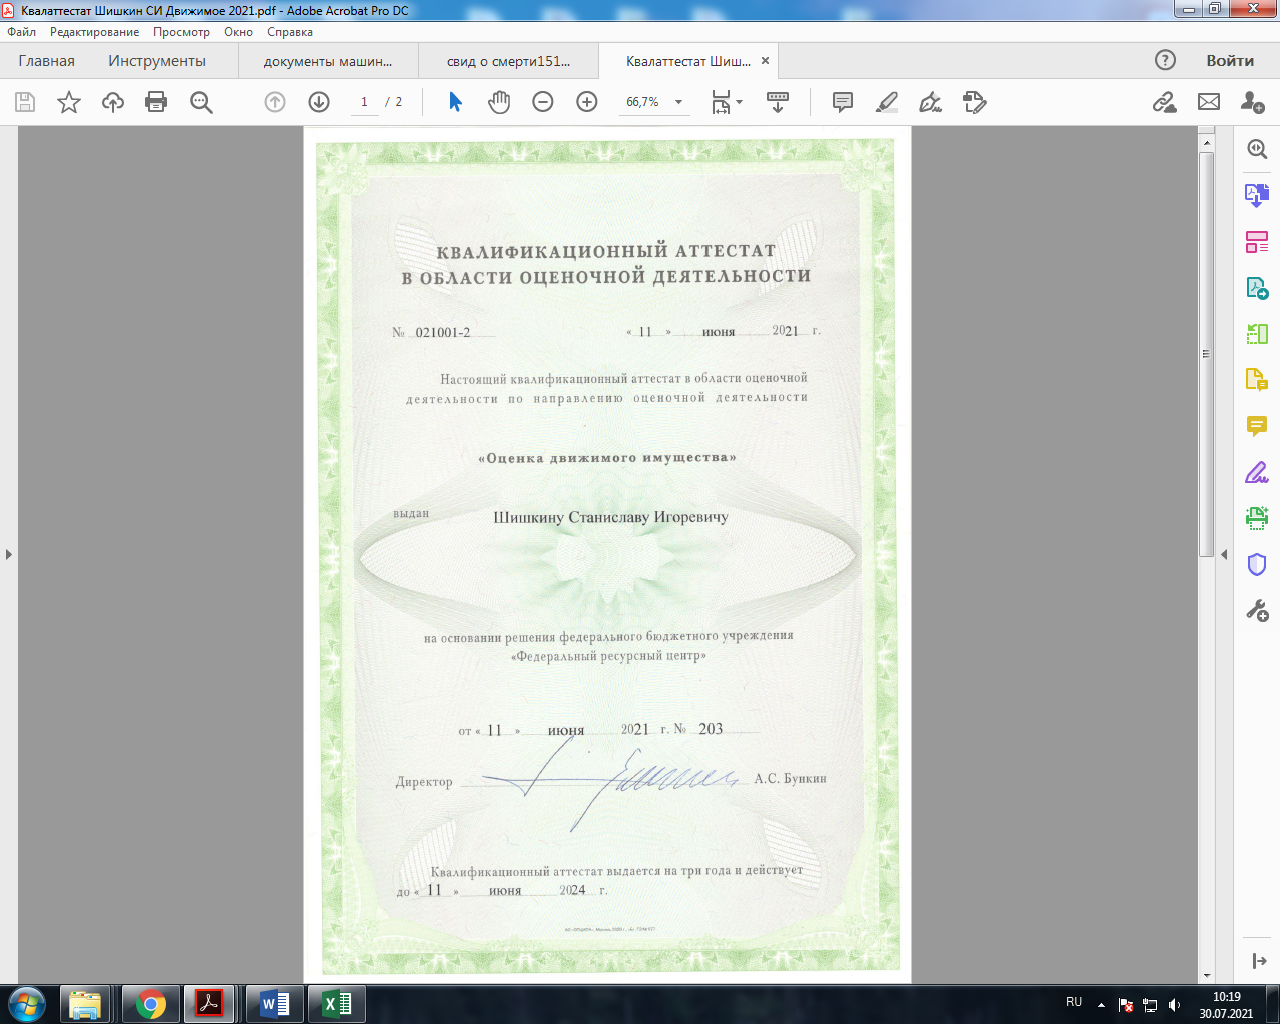 Квалаттестат Шишкин СИ Движимое 2021.pdf - Adobe Acrobat Pro DC
Файл Редактирование Просмотр Окно Справка
Главная Инструменты документы машин... свид о смерти151... Квалаттестат Шиш... × Войти
1 / 2 66,7%
КВАЛИФИКАЦИОННЫЙ АТТЕСТАТ
В ОБЛАСТИ ОЦЕНОЧНОЙ ДЕЯТЕЛЬНОСТИ
№ 021001-2 « 11 » июня 2021 г.
Настоящий квалификационный аттестат в области оценочной
деятельности по направлению оценочной деятельности
«Оценка движимого имущества»
выдан Шишкину Станиславу Игоревичу
на основании решения федерального бюджетного учреждения
«Федеральный ресурсный центр»
от « 11 » июня 2021 г. № 203
Директор А.С. Бункин
Квалификационный аттестат выдается на три года и действует
до « 11 » июня 2024 г.
RU 10:19
30.07.2021